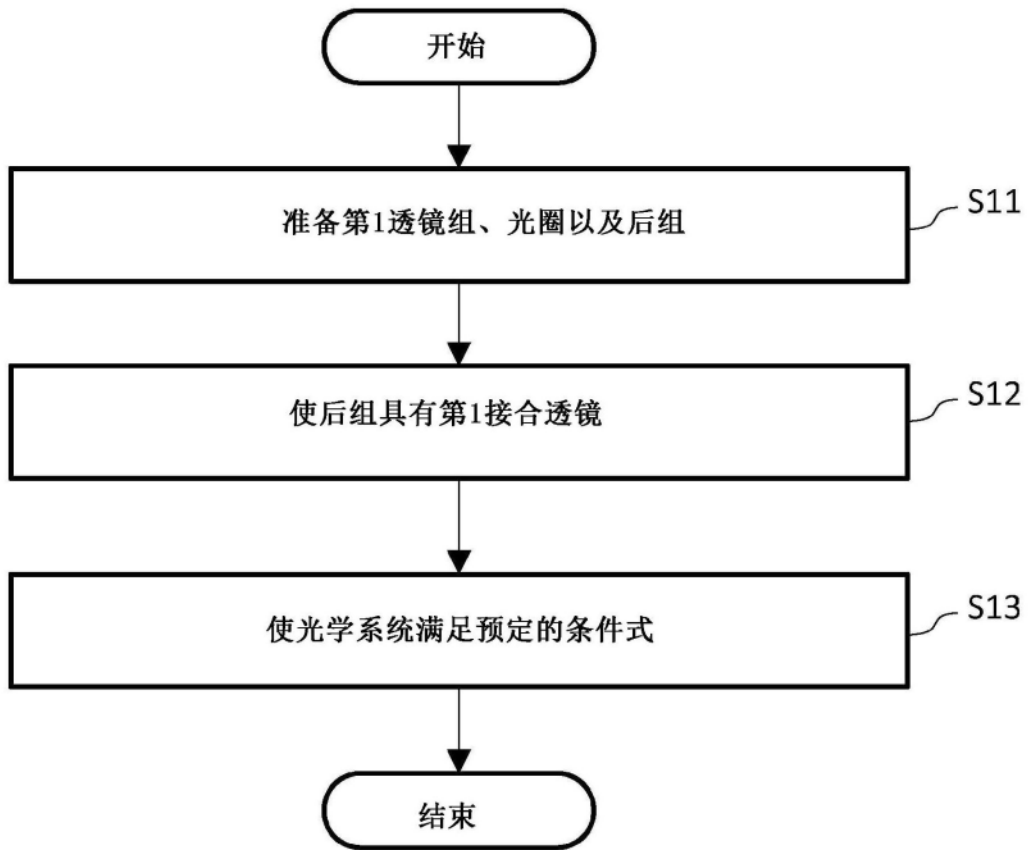 开始
准备第1透镜组、光圈以及后组
S11
使后组具有第1接合透镜
S12
使光学系统满足预定的条件式
S13
结束